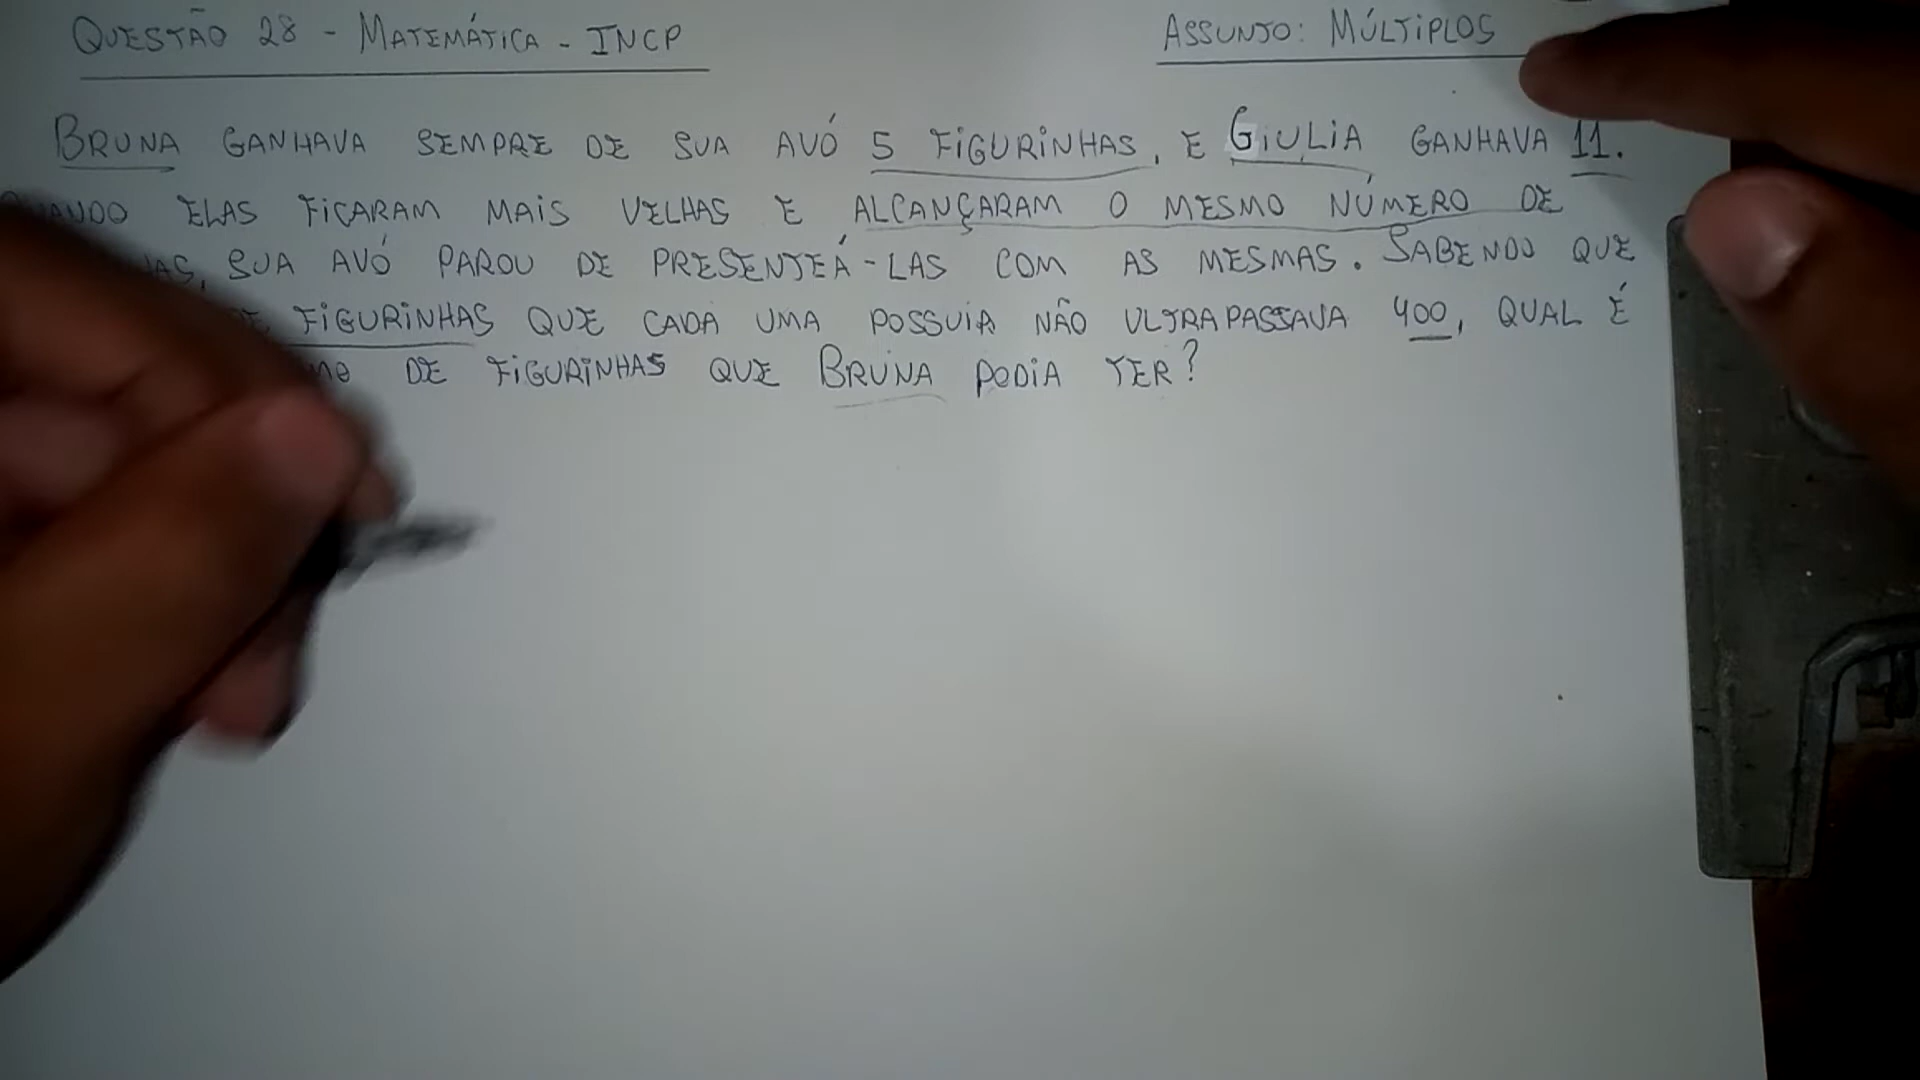 QUESTÃO 28 - MATEMÁTICA - INCP
ASSUNTO: MÚLTIPLOS
BRUNA GANHAVA SEMPRE DE SUA AVÓ 5 FIGURINHAS, E GIULIA GANHAVA 11.
ELAS FICARAM MAIS VELHAS E ALCANÇARAM O MESMO NÚMERO DE
SUA AVÓ PAROU DE PRESENTEÁ-LAS COM AS MESMAS. SABENDO QUE
FIGURINHAS QUE CADA UMA POSSUIA NÃO ULTRAPASSAVA 400, QUAL É
DE FIGURINHAS QUE BRUNA PODIA TER?